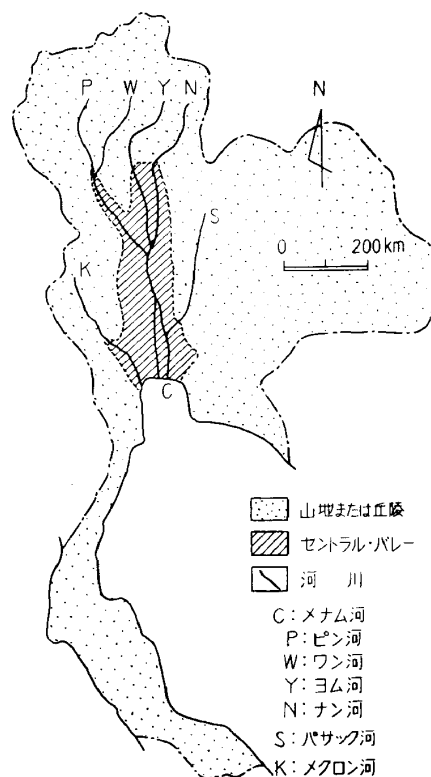 P W Y N
N
S
0 200 km
K
C
山地または丘陵
セントラル・バレー
河 川
C：メナム河
P：ピン河
W：ワン河
Y：ヨム河
N：ナン河
S：パサック河
K：メクロン河